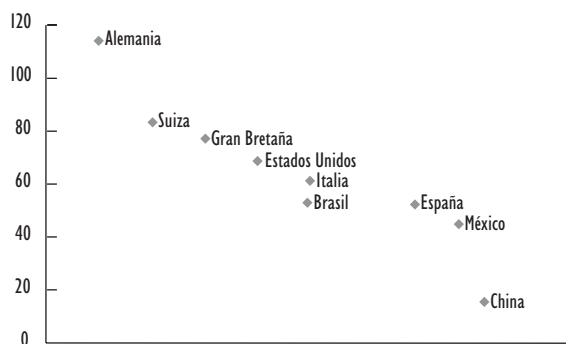 120
Alemania
100
Suiza
80
Gran Bretaña
Estados Unidos
60
Italia
Brasil
España
México
40
20
China
0